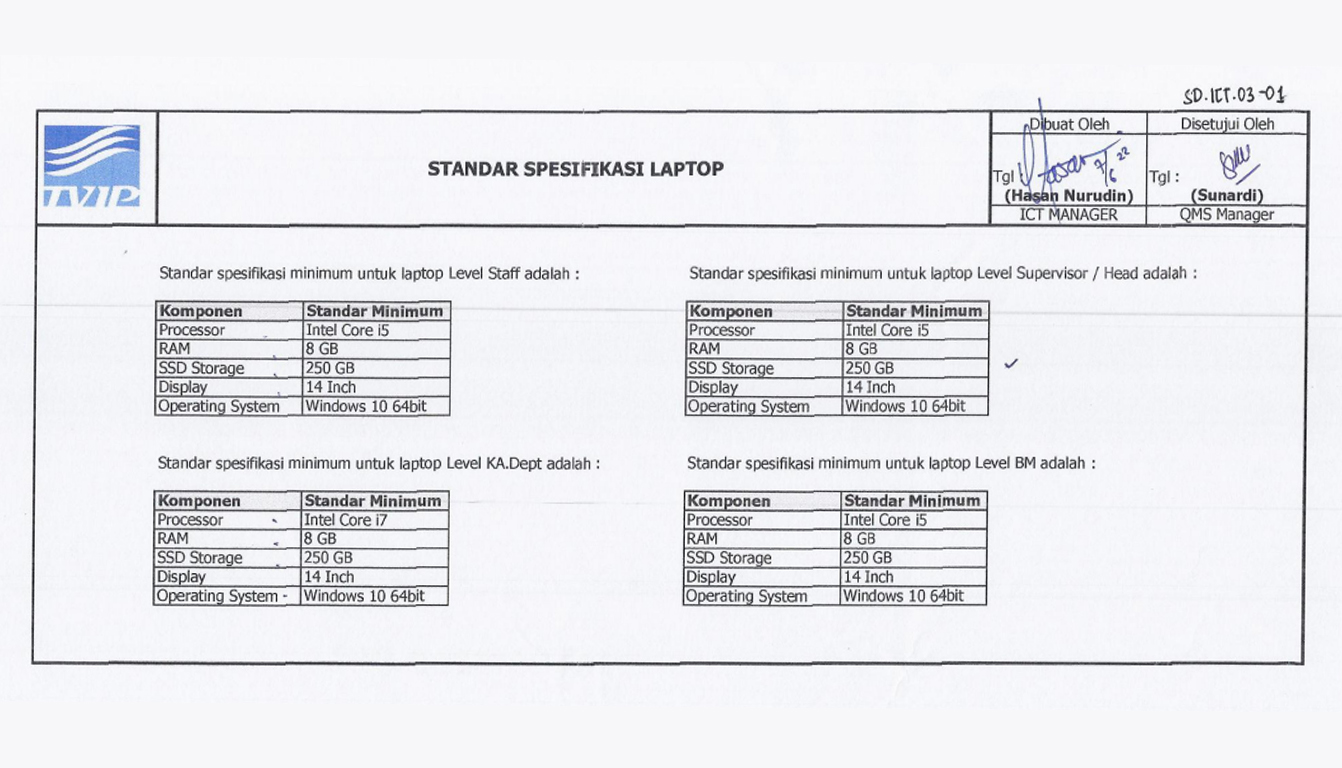 SD.ICT.03-01
TVIP
STANDAR SPESIFIKASI LAPTOP
Dibuat Oleh
Disetujui Oleh
Tgl :
Hasan 7/6 22
Tgl :
(Hasan Nurudin)
(Sunardi)
ICT MANAGER
QMS Manager
Standar spesifikasi minimum untuk laptop Level Staff adalah :
Komponen Standar Minimum
Processor Intel Core i5
RAM 8 GB
SSD Storage 250 GB
Display 14 Inch
Operating System Windows 10 64bit
Standar spesifikasi minimum untuk laptop Level Supervisor / Head adalah :
Komponen Standar Minimum
Processor Intel Core i5
RAM 8 GB
SSD Storage 250 GB
Display 14 Inch
Operating System Windows 10 64bit
Standar spesifikasi minimum untuk laptop Level KA.Dept adalah :
Komponen Standar Minimum
Processor Intel Core i7
RAM 8 GB
SSD Storage 250 GB
Display 14 Inch
Operating System Windows 10 64bit
Standar spesifikasi minimum untuk laptop Level BM adalah :
Komponen Standar Minimum
Processor Intel Core i5
RAM 8 GB
SSD Storage 250 GB
Display 14 Inch
Operating System Windows 10 64bit